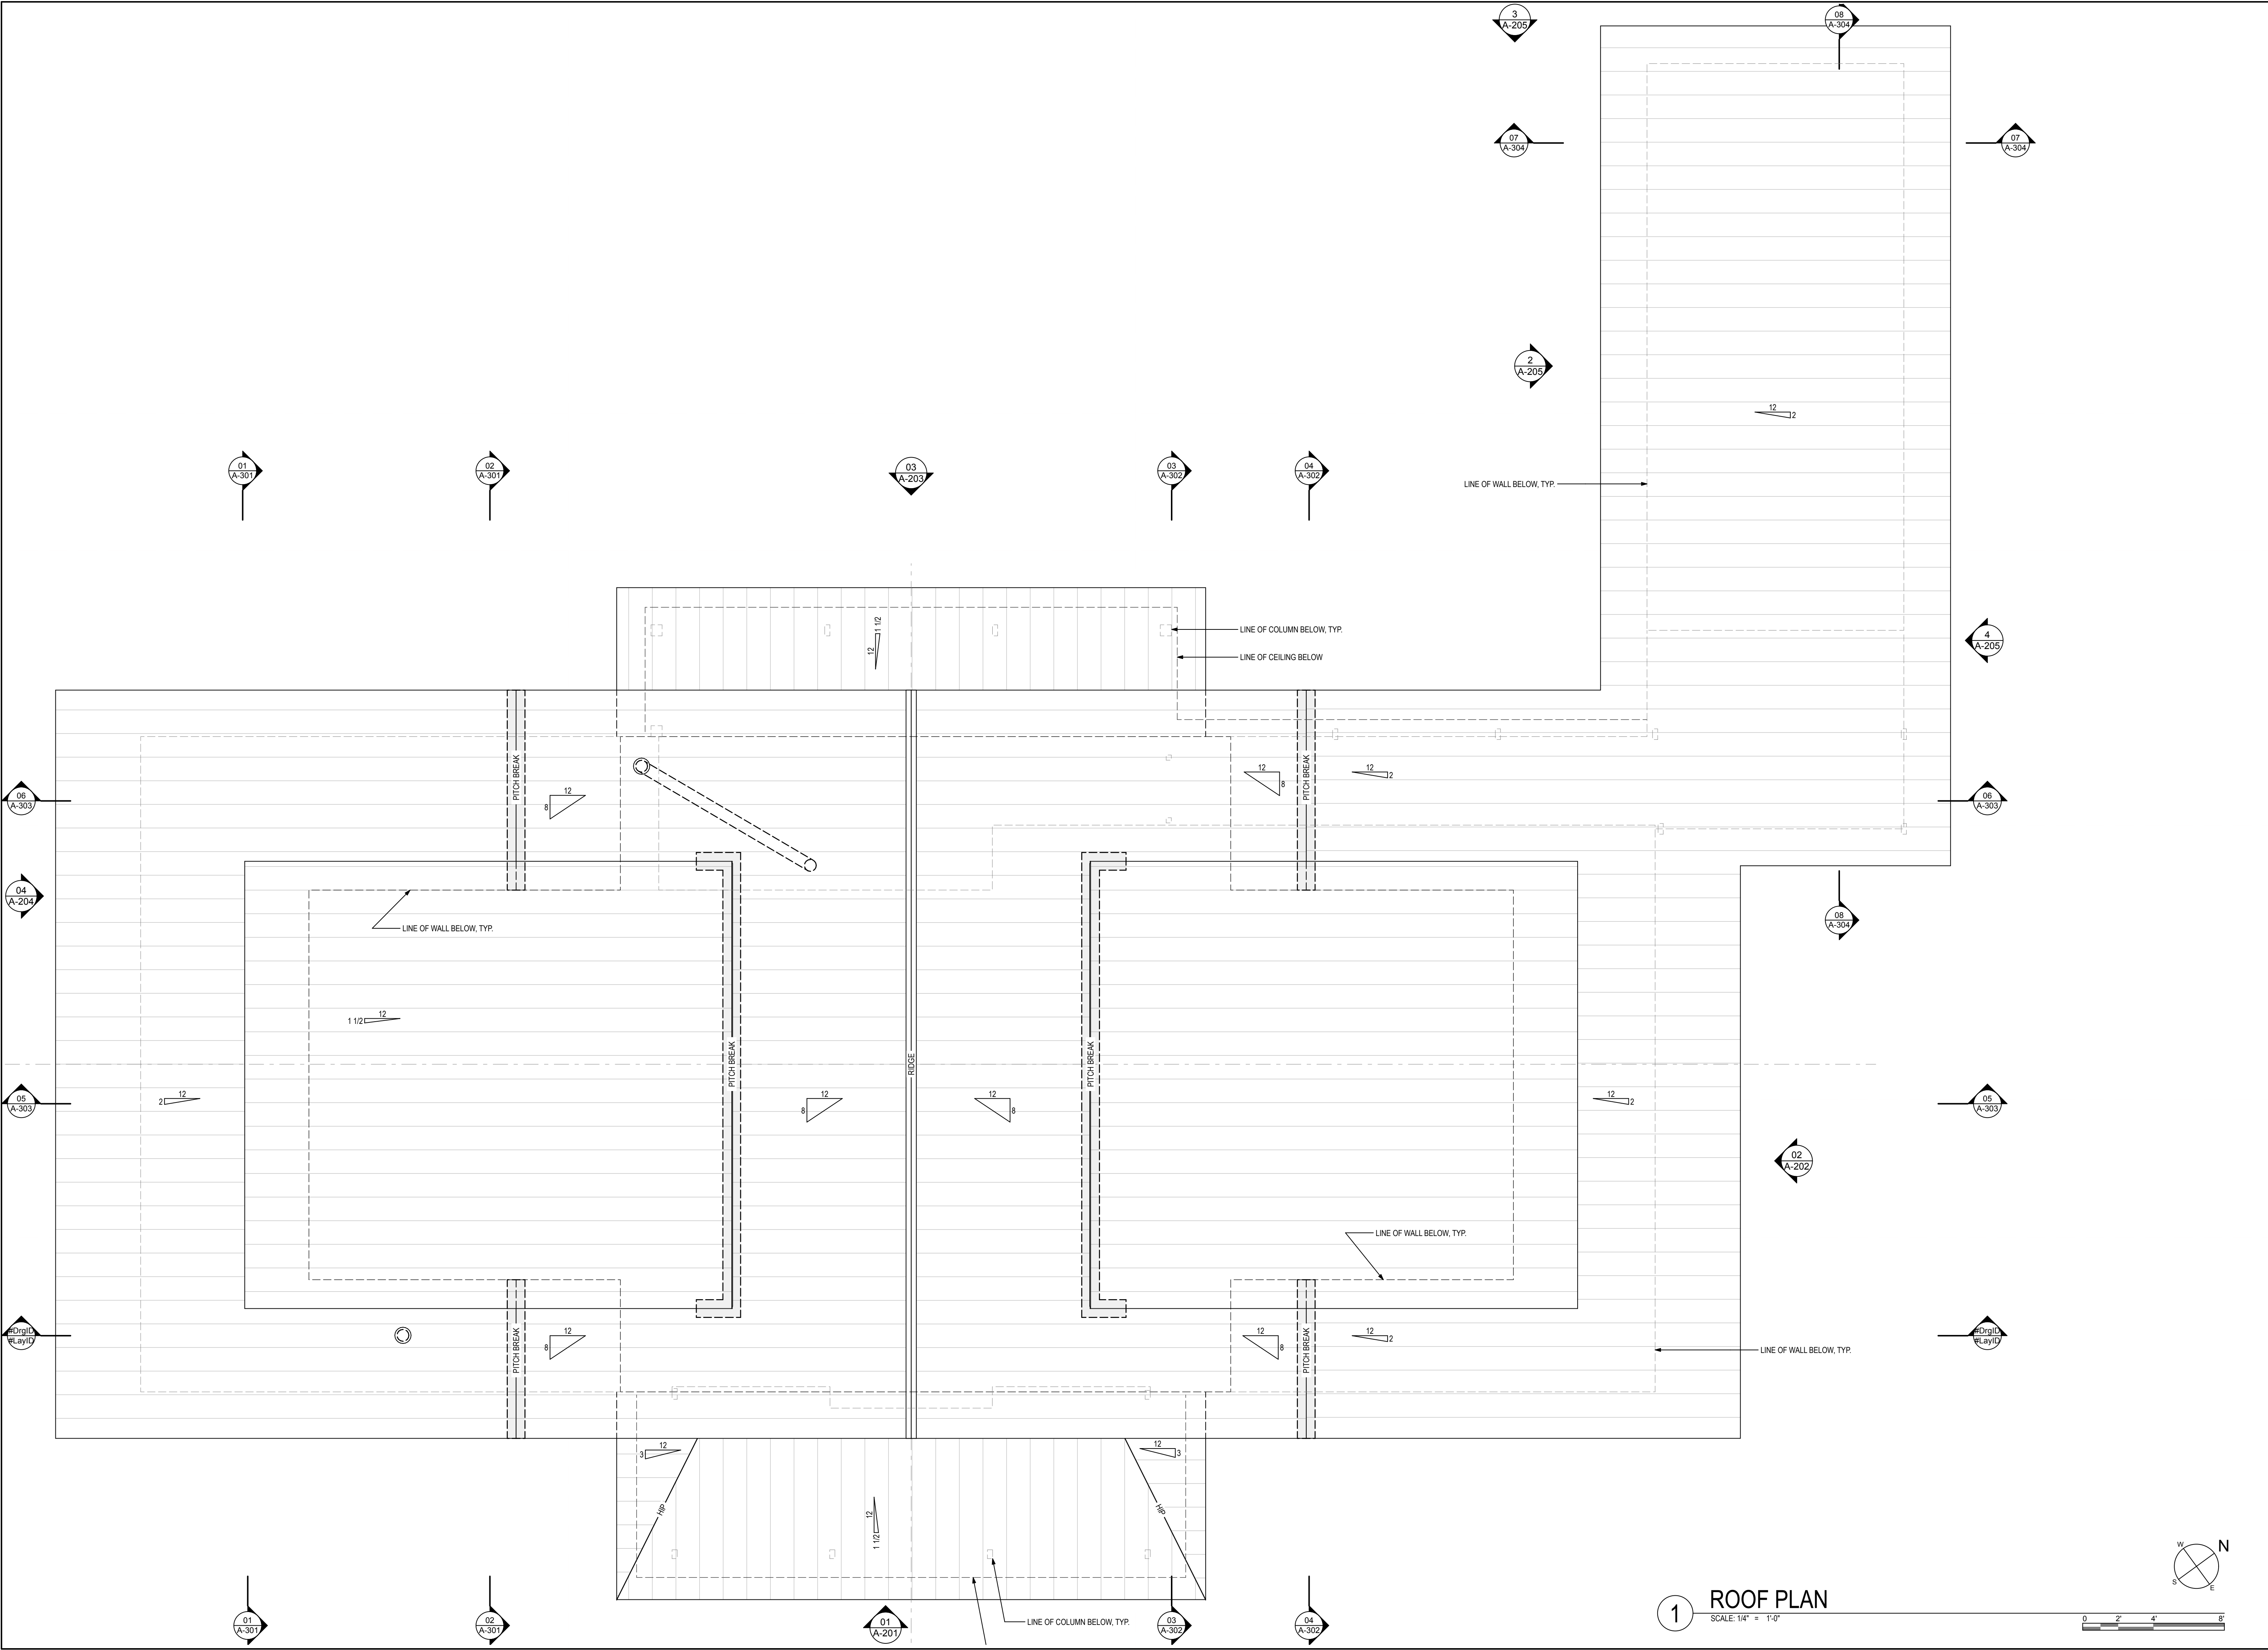 3
A-205
08
A-304
07
A-304
07
A-304
2
A-205
12
2
01
A-301
02
A-301
03
A-203
03
A-302
04
A-302
LINE OF WALL BELOW, TYP.
1 1/2
12
LINE OF COLUMN BELOW, TYP.
LINE OF CEILING BELOW
4
A-205
PITCH BREAK
PITCH BREAK
12
8
12
8
12
2
06
A-303
06
A-303
04
A-204
LINE OF WALL BELOW, TYP.
08
A-304
12
1 1/2
PITCH BREAK
RIDGE
PITCH BREAK
05
A-303
12
2
12
8
12
8
12
2
05
A-303
02
A-202
LINE OF WALL BELOW, TYP.
#DrgID
#LayID
PITCH BREAK
12
8
12
8
PITCH BREAK
12
2
LINE OF WALL BELOW, TYP.
#DrgID
#LayID
12
3
12
3
HIP
HIP
12
1 1/2
01
A-301
02
A-301
01
A-201
LINE OF COLUMN BELOW, TYP.
03
A-302
04
A-302
1
ROOF PLAN
SCALE: 1/4" = 1'-0"
W
N
S
E
0 2' 4' 8'